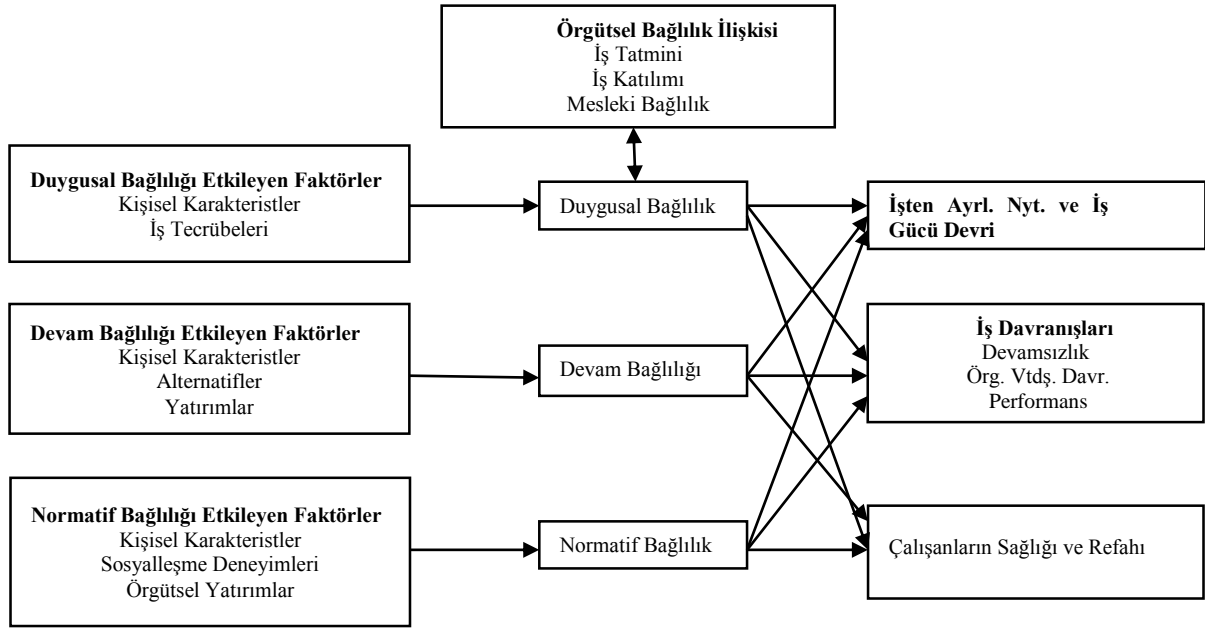 Örgütsel Bağlılık İlişkisi
İş Tatmini
İş Katılımı
Mesleki Bağlılık
Duygusal Bağlılığı Etkileyen Faktörler
Kişisel Karakteristler
İş Tecrübeleri
Duygusal Bağlılık
İşten Ayrl. Nyt. ve İş
Gücü Devri
Devam Bağlılığı Etkileyen Faktörler
Kişisel Karakteristler
Alternatifler
Yatırımlar
Devam Bağlılığı
İş Davranışları
Devamsızlık
Örg. Vtdş. Davr.
Performans
Normatif Bağlılığı Etkileyen Faktörler
Kişisel Karakteristler
Sosyalleşme Deneyimleri
Örgütsel Yatırımlar
Normatif Bağlılık
Çalışanların Sağlığı ve Refahı